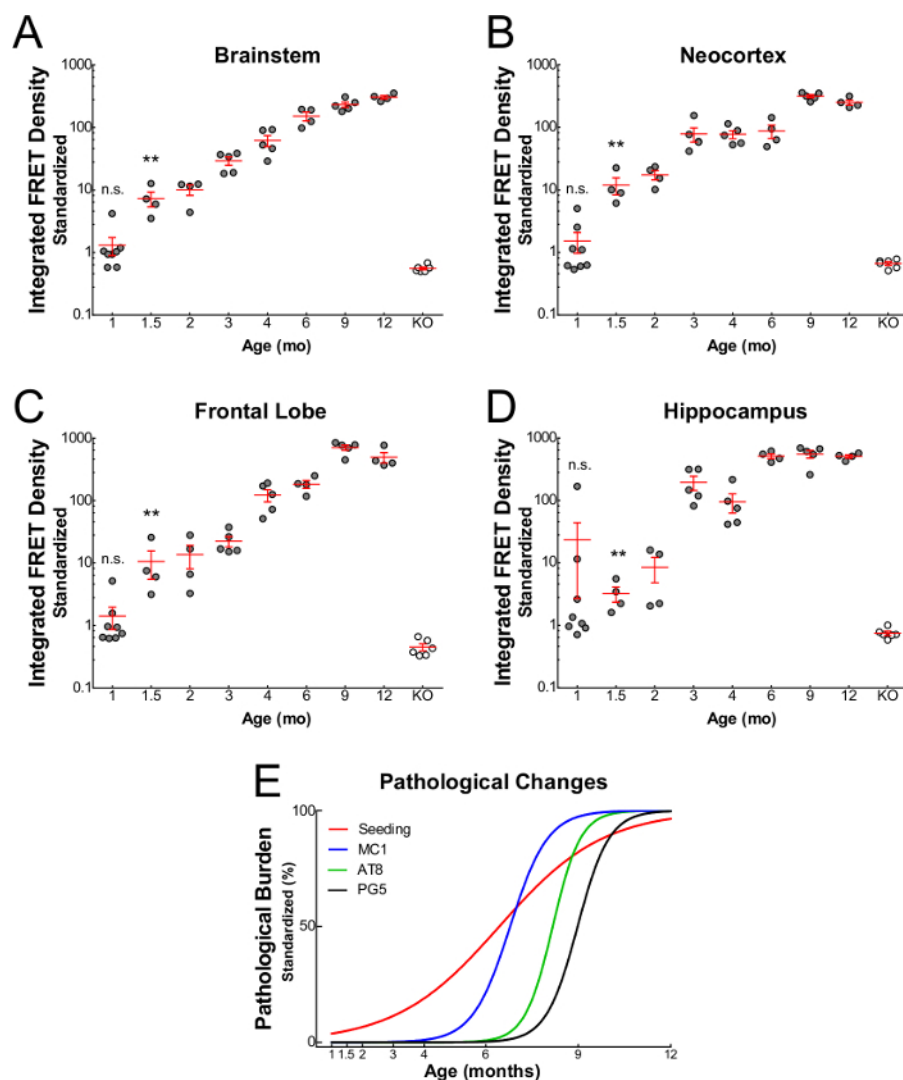 A
Brainstem
Integrated FRET Density
Standardized
1000
100
10
1
0.1
n.s.
**
1 1.5 2 3 4 6 9 12 KO
Age (mo)
B
Neocortex
Integrated FRET Density
Standardized
1000
100
10
1
0.1
n.s.
**
1 1.5 2 3 4 6 9 12 KO
Age (mo)
C
Frontal Lobe
Integrated FRET Density
Standardized
1000
100
10
1
0.1
n.s.
**
1 1.5 2 3 4 6 9 12 KO
Age (mo)
D
Hippocampus
Integrated FRET Density
Standardized
1000
100
10
1
0.1
n.s.
**
1 1.5 2 3 4 6 9 12 KO
Age (mo)
E
Pathological Changes
Pathological Burden
Standardized (%)
100
50
0
Seeding
MC1
AT8
PG5
1 1.5 2 3 4 6 9 12
Age (months)